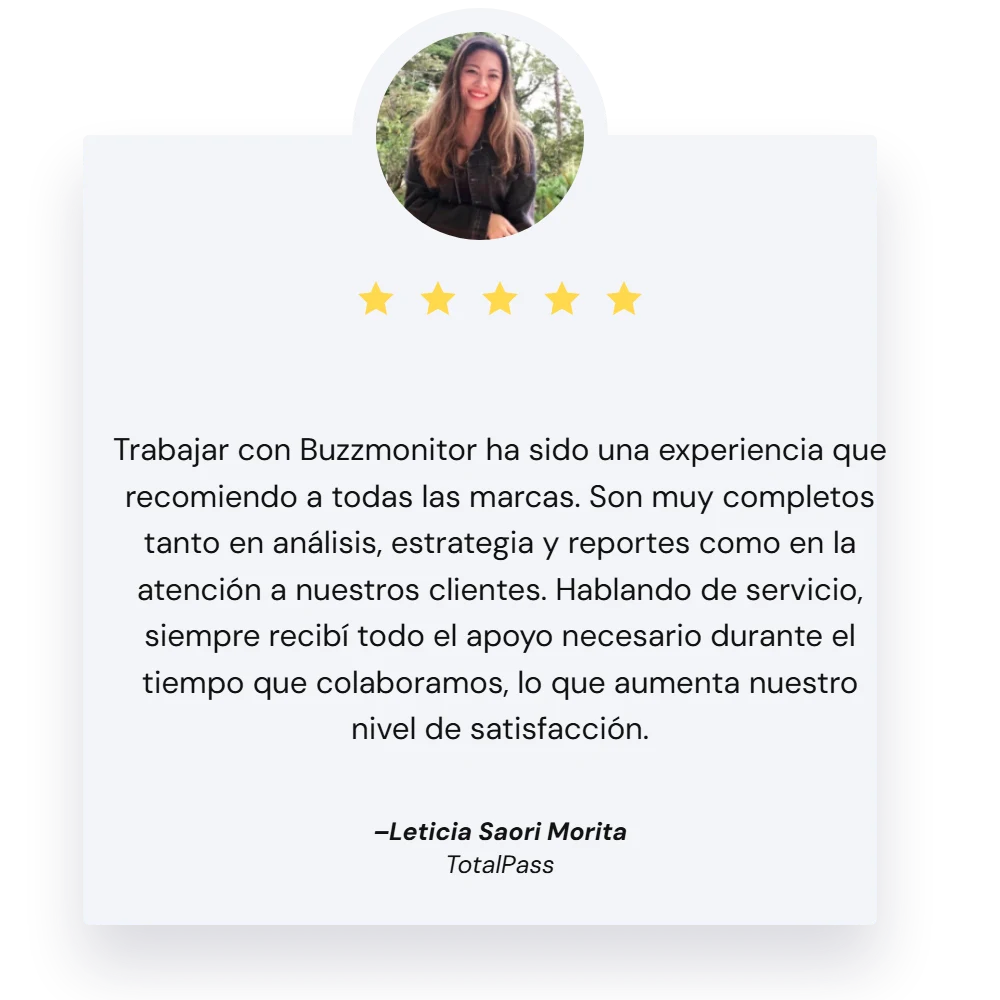 Trabajar con Buzzmonitor ha sido una experiencia que
recomiendo a todas las marcas. Son muy completos
tanto en análisis, estrategia y reportes como en la
atención a nuestros clientes. Hablando de servicio,
siempre recibí todo el apoyo necesario durante el
tiempo que colaboramos, lo que aumenta nuestro
nivel de satisfacción.
–Leticia Saori Morita
TotalPass